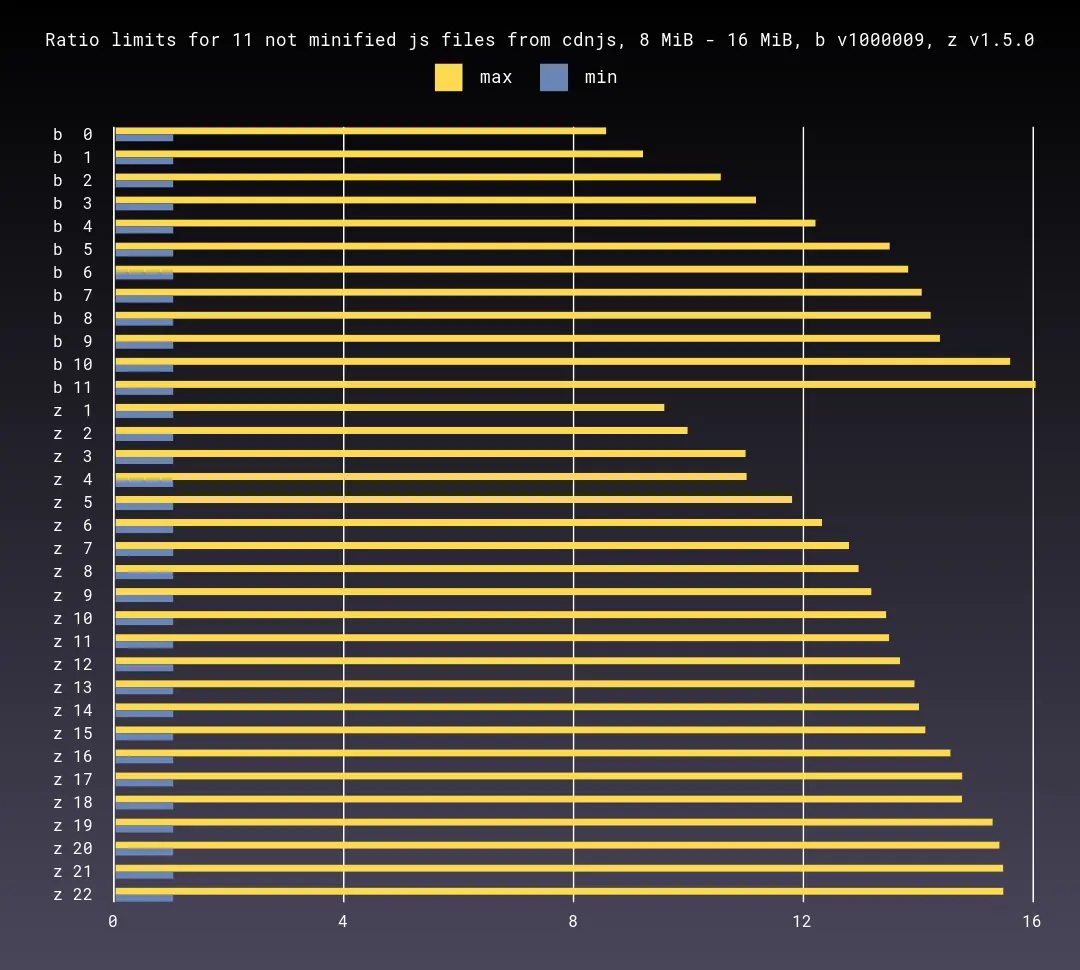 Ratio limits for 11 not minified js files from cdnjs, 8 MiB - 16 MiB, b v1000009, z v1.5.0
max min
b 0
b 1
b 2
b 3
b 4
b 5
b 6
b 7
b 8
b 9
b 10
b 11
z 1
z 2
z 3
z 4
z 5
z 6
z 7
z 8
z 9
z 10
z 11
z 12
z 13
z 14
z 15
z 16
z 17
z 18
z 19
z 20
z 21
z 22
0 4 8 12 16